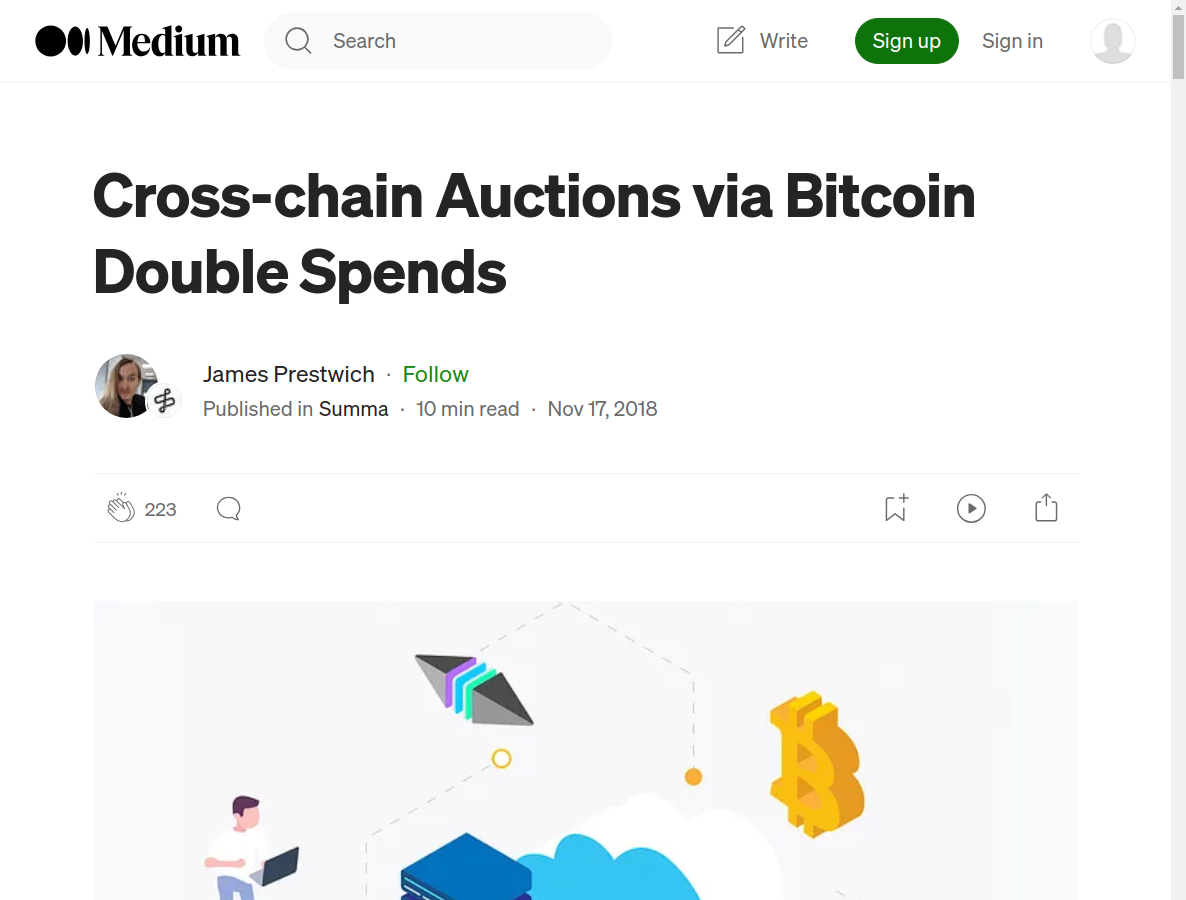 Medium
Search
Write
Sign up
Sign in
Cross-chain Auctions via Bitcoin
Double Spends
James Prestwich · Follow
Published in Summa · 10 min read · Nov 17, 2018
223